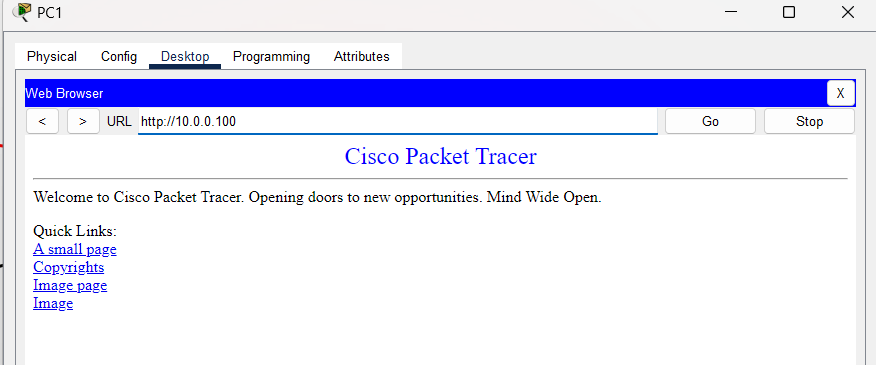 PC1
Physical Config Desktop Programming Attributes
Web Browser X
< > URL http://10.0.0.100 Go Stop
Cisco Packet Tracer
Welcome to Cisco Packet Tracer. Opening doors to new opportunities. Mind Wide Open.
Quick Links:
A small page
Copyrights
Image page
Image